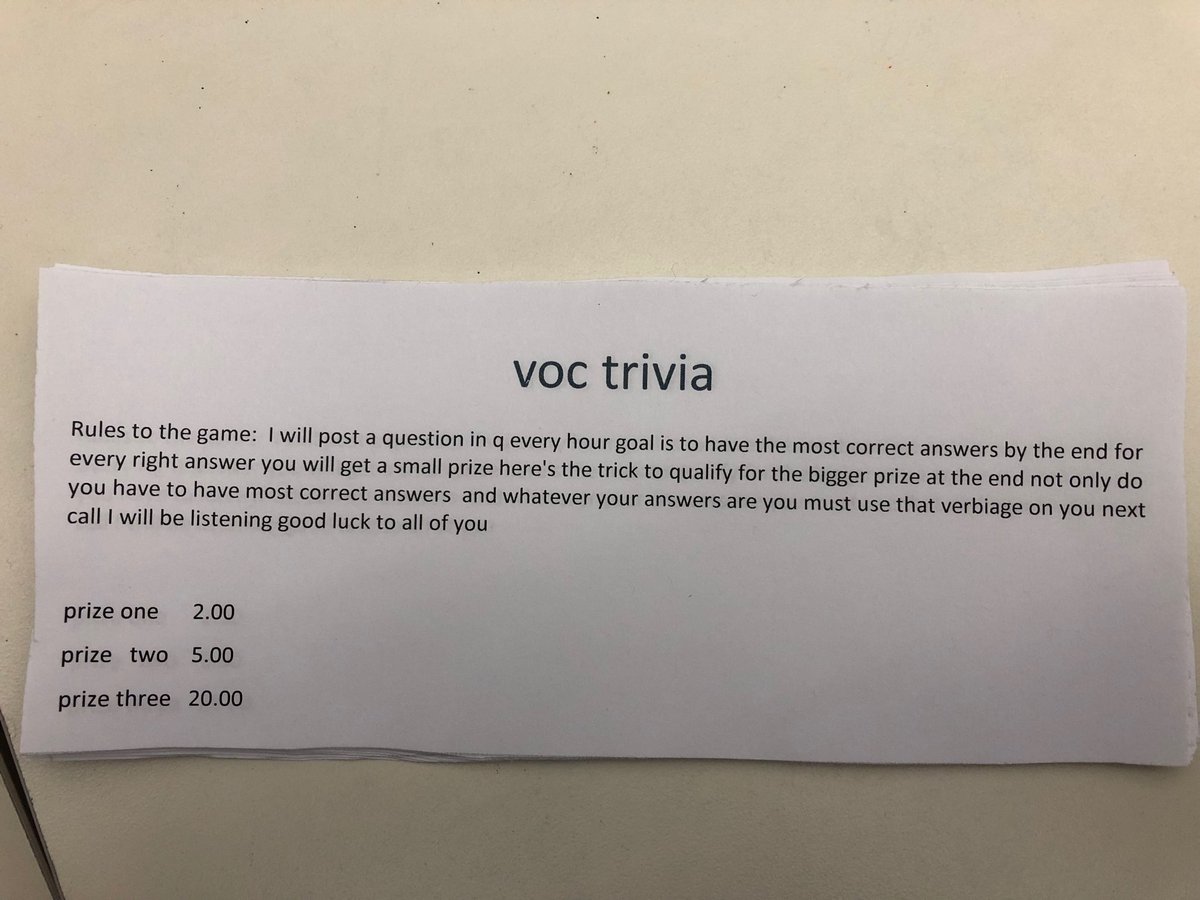 voc trivia
Rules to the game:  I will post a question in q every hour goal is to have the most correct answers by the end for
every right answer you will get a small prize here's the trick to qualify for the bigger prize at the end not only do
you have to have most correct answers  and whatever your answers are you must use that verbiage on you next
call I will be listening good luck to all of you
prize one 2.00
prize two 5.00
prize three 20.00